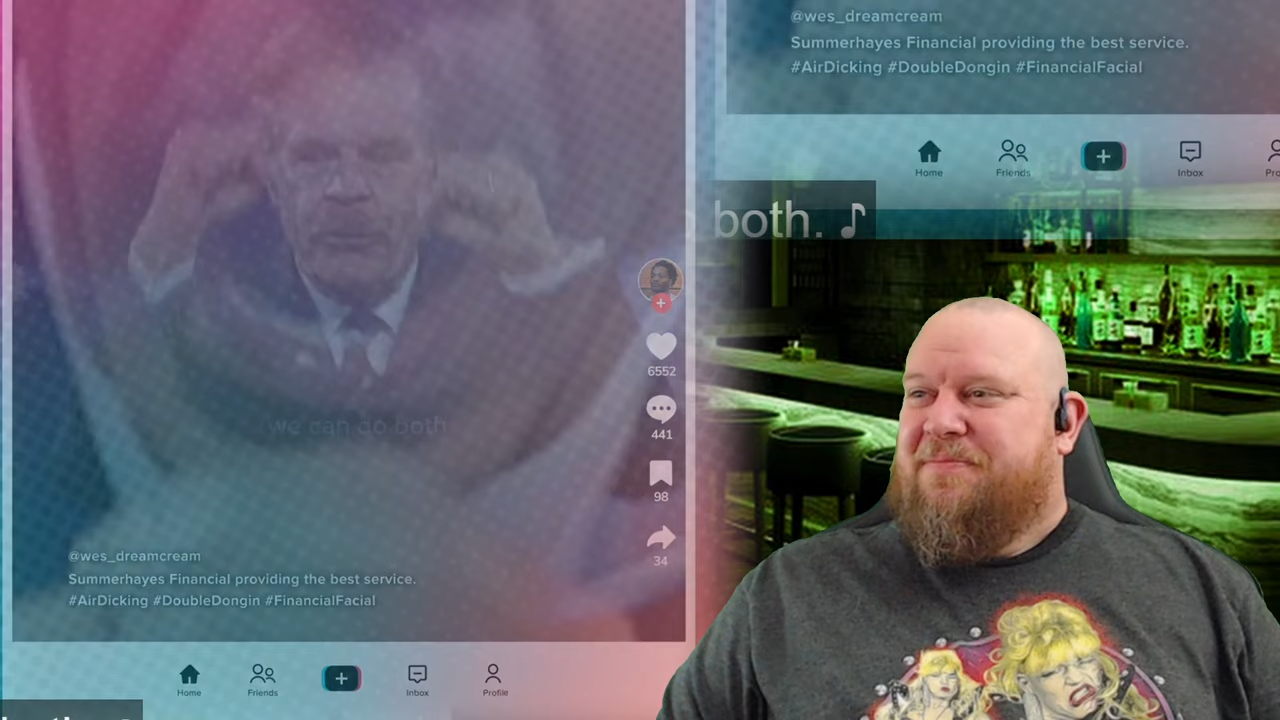 @wes_dreamcream
Summerhayes Financial providing the best service.
#AirDicking #DoubleDongin #FinancialFacial
Home
Friends
Inbox
both. ♪
6552
441
98
34
we can do both
@wes_dreamcream
Summerhayes Financial providing the best service.
#AirDicking #DoubleDongin #FinancialFacial
Home
Friends
Inbox
Profile